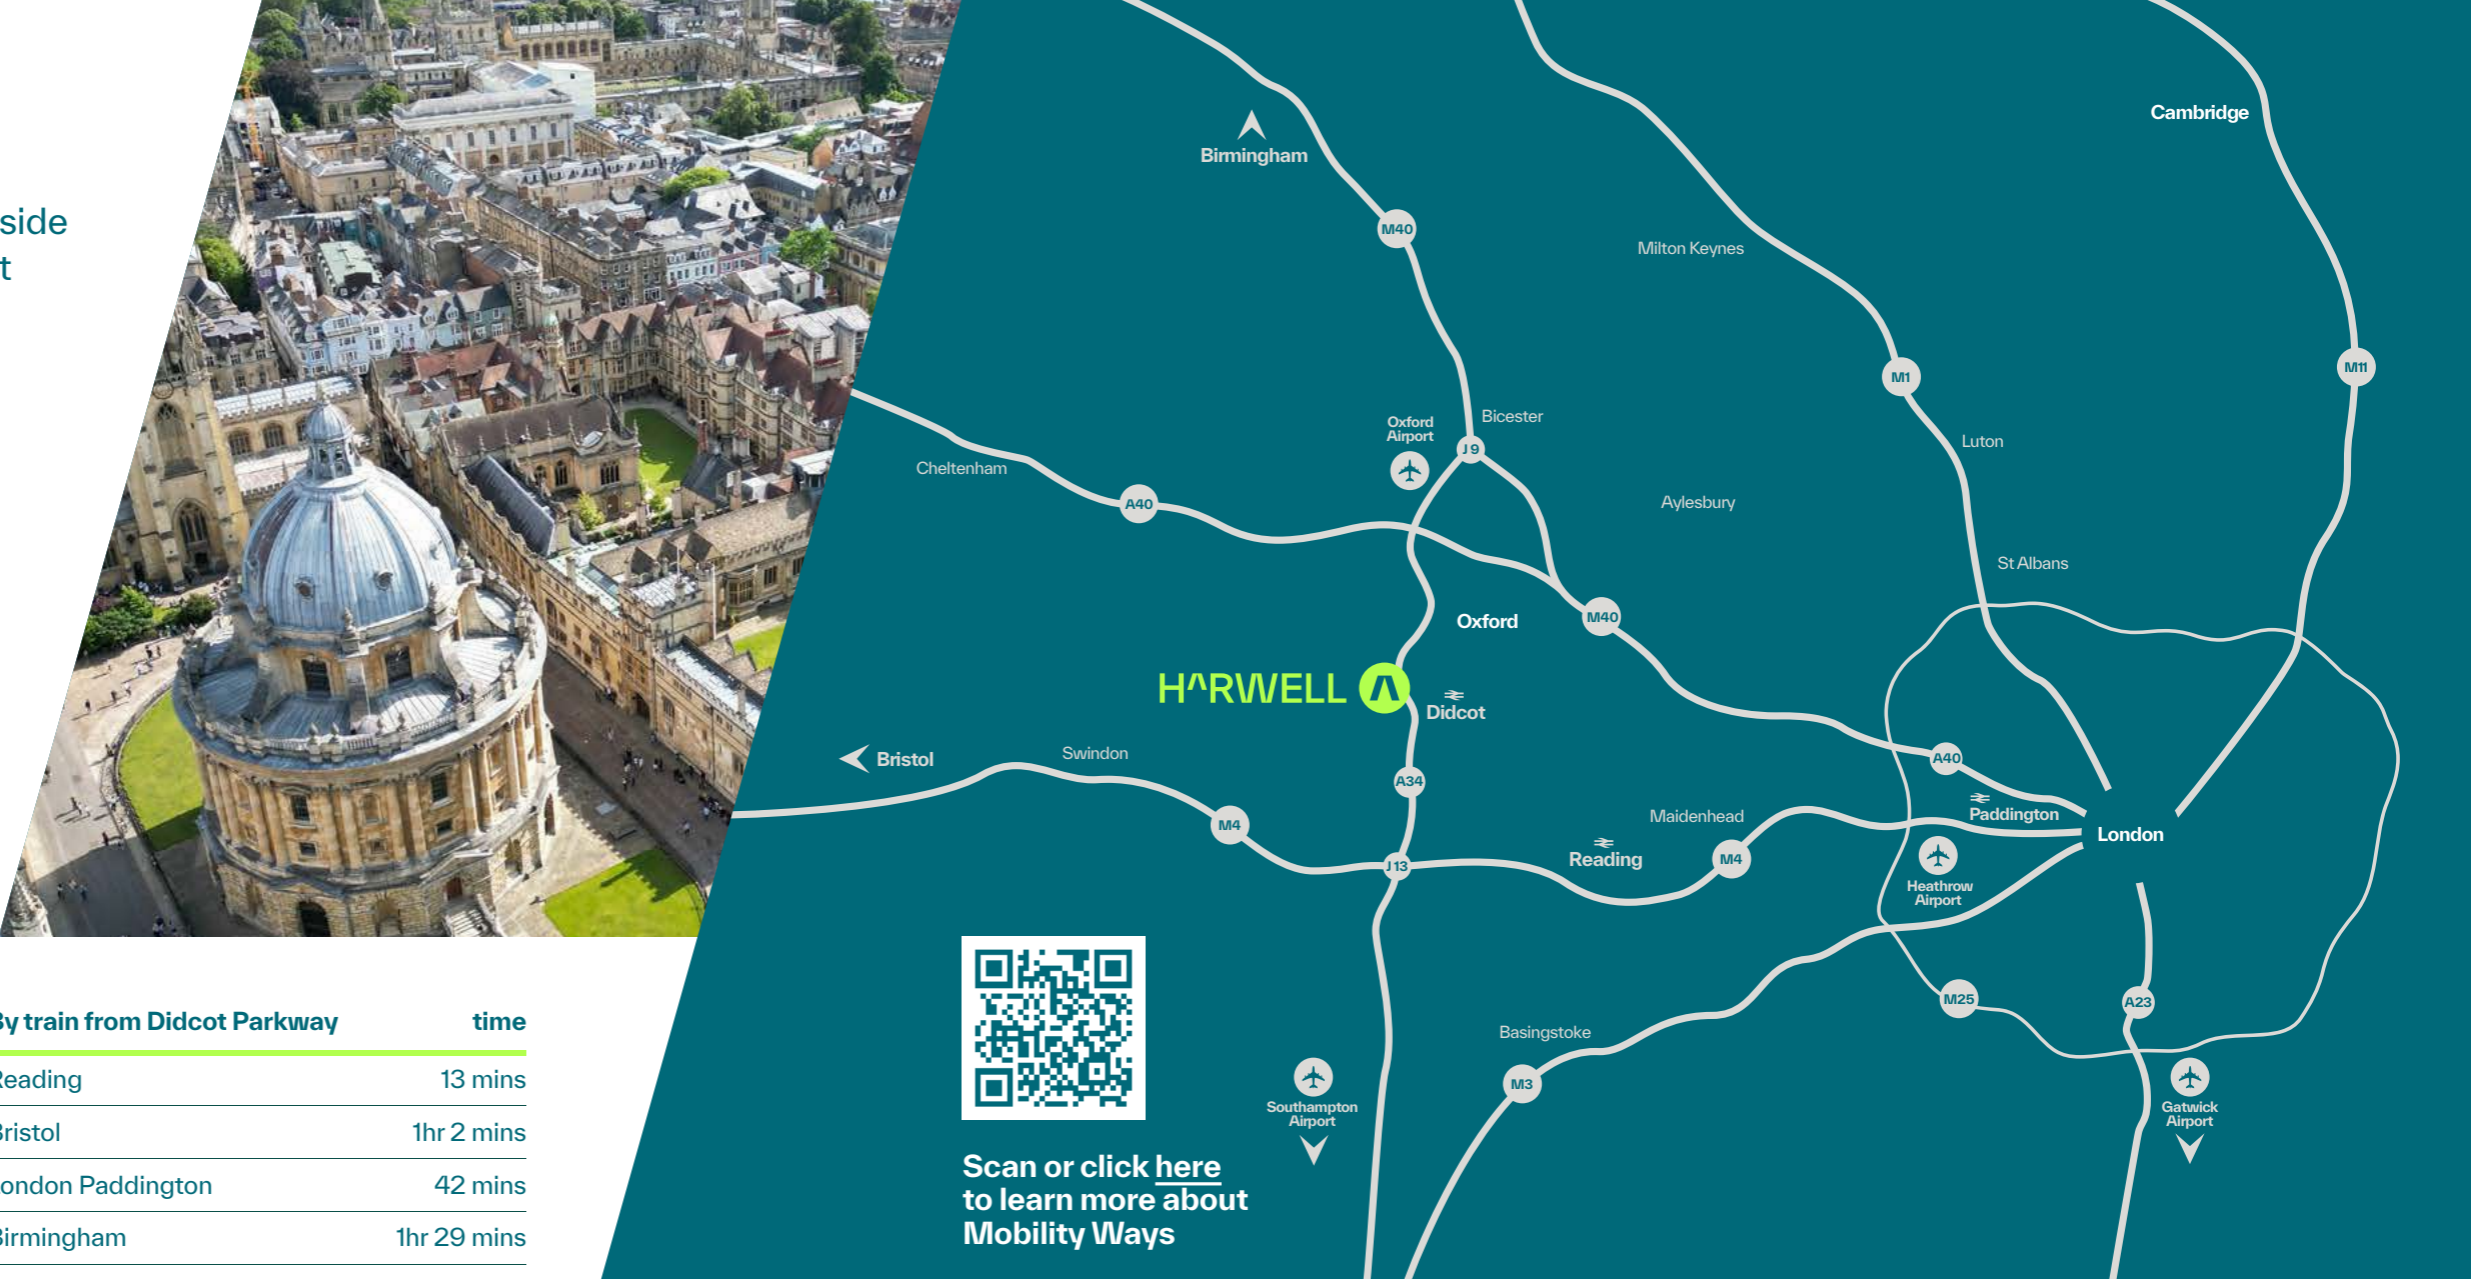 side
t
By train from Didcot Parkway time
Reading 13 mins
Bristol 1hr 2 mins
London Paddington 42 mins
Birmingham 1hr 29 mins
Cambridge
Birmingham
M40
Milton Keynes
M11
M1
Oxford
Airport
Bicester
J9
Luton
Cheltenham
A40
Aylesbury
St Albans
Oxford
M40
HARWELL
Didcot
Bristol
Swindon
A34
A40
Paddington
London
Maidenhead
M4
Reading
M4
J13
Heathrow
Airport
M25
A23
Basingstoke
M3
Southampton
Airport
Gatwick
Airport
Scan or click here
to learn more about
Mobility Ways